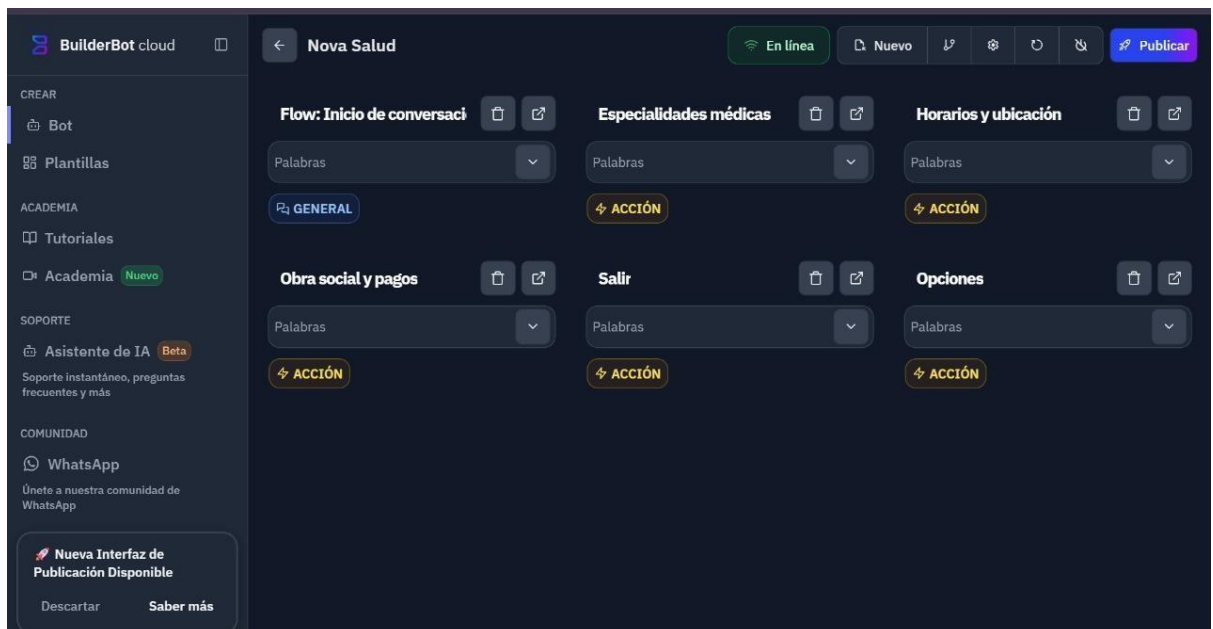 BuilderBot cloud
CREAR
Bot
Plantillas
ACADEMIA
Tutoriales
Academia Nuevo
SOPORTE
Asistente de IA Beta
Soporte instantáneo, preguntas
frecuentes y más
COMUNIDAD
WhatsApp
Únete a nuestra comunidad de
WhatsApp
🚀 Nueva Interfaz de
Publicación Disponible
Descartar Saber más
Nova Salud
En línea Nuevo Publicar
Flow: Inicio de conversaci Especialidades médicas Horarios y ubicación
Palabras Palabras Palabras
GENERAL ACCIÓN ACCIÓN
Obra social y pagos Salir Opciones
Palabras Palabras Palabras
ACCIÓN ACCIÓN ACCIÓN